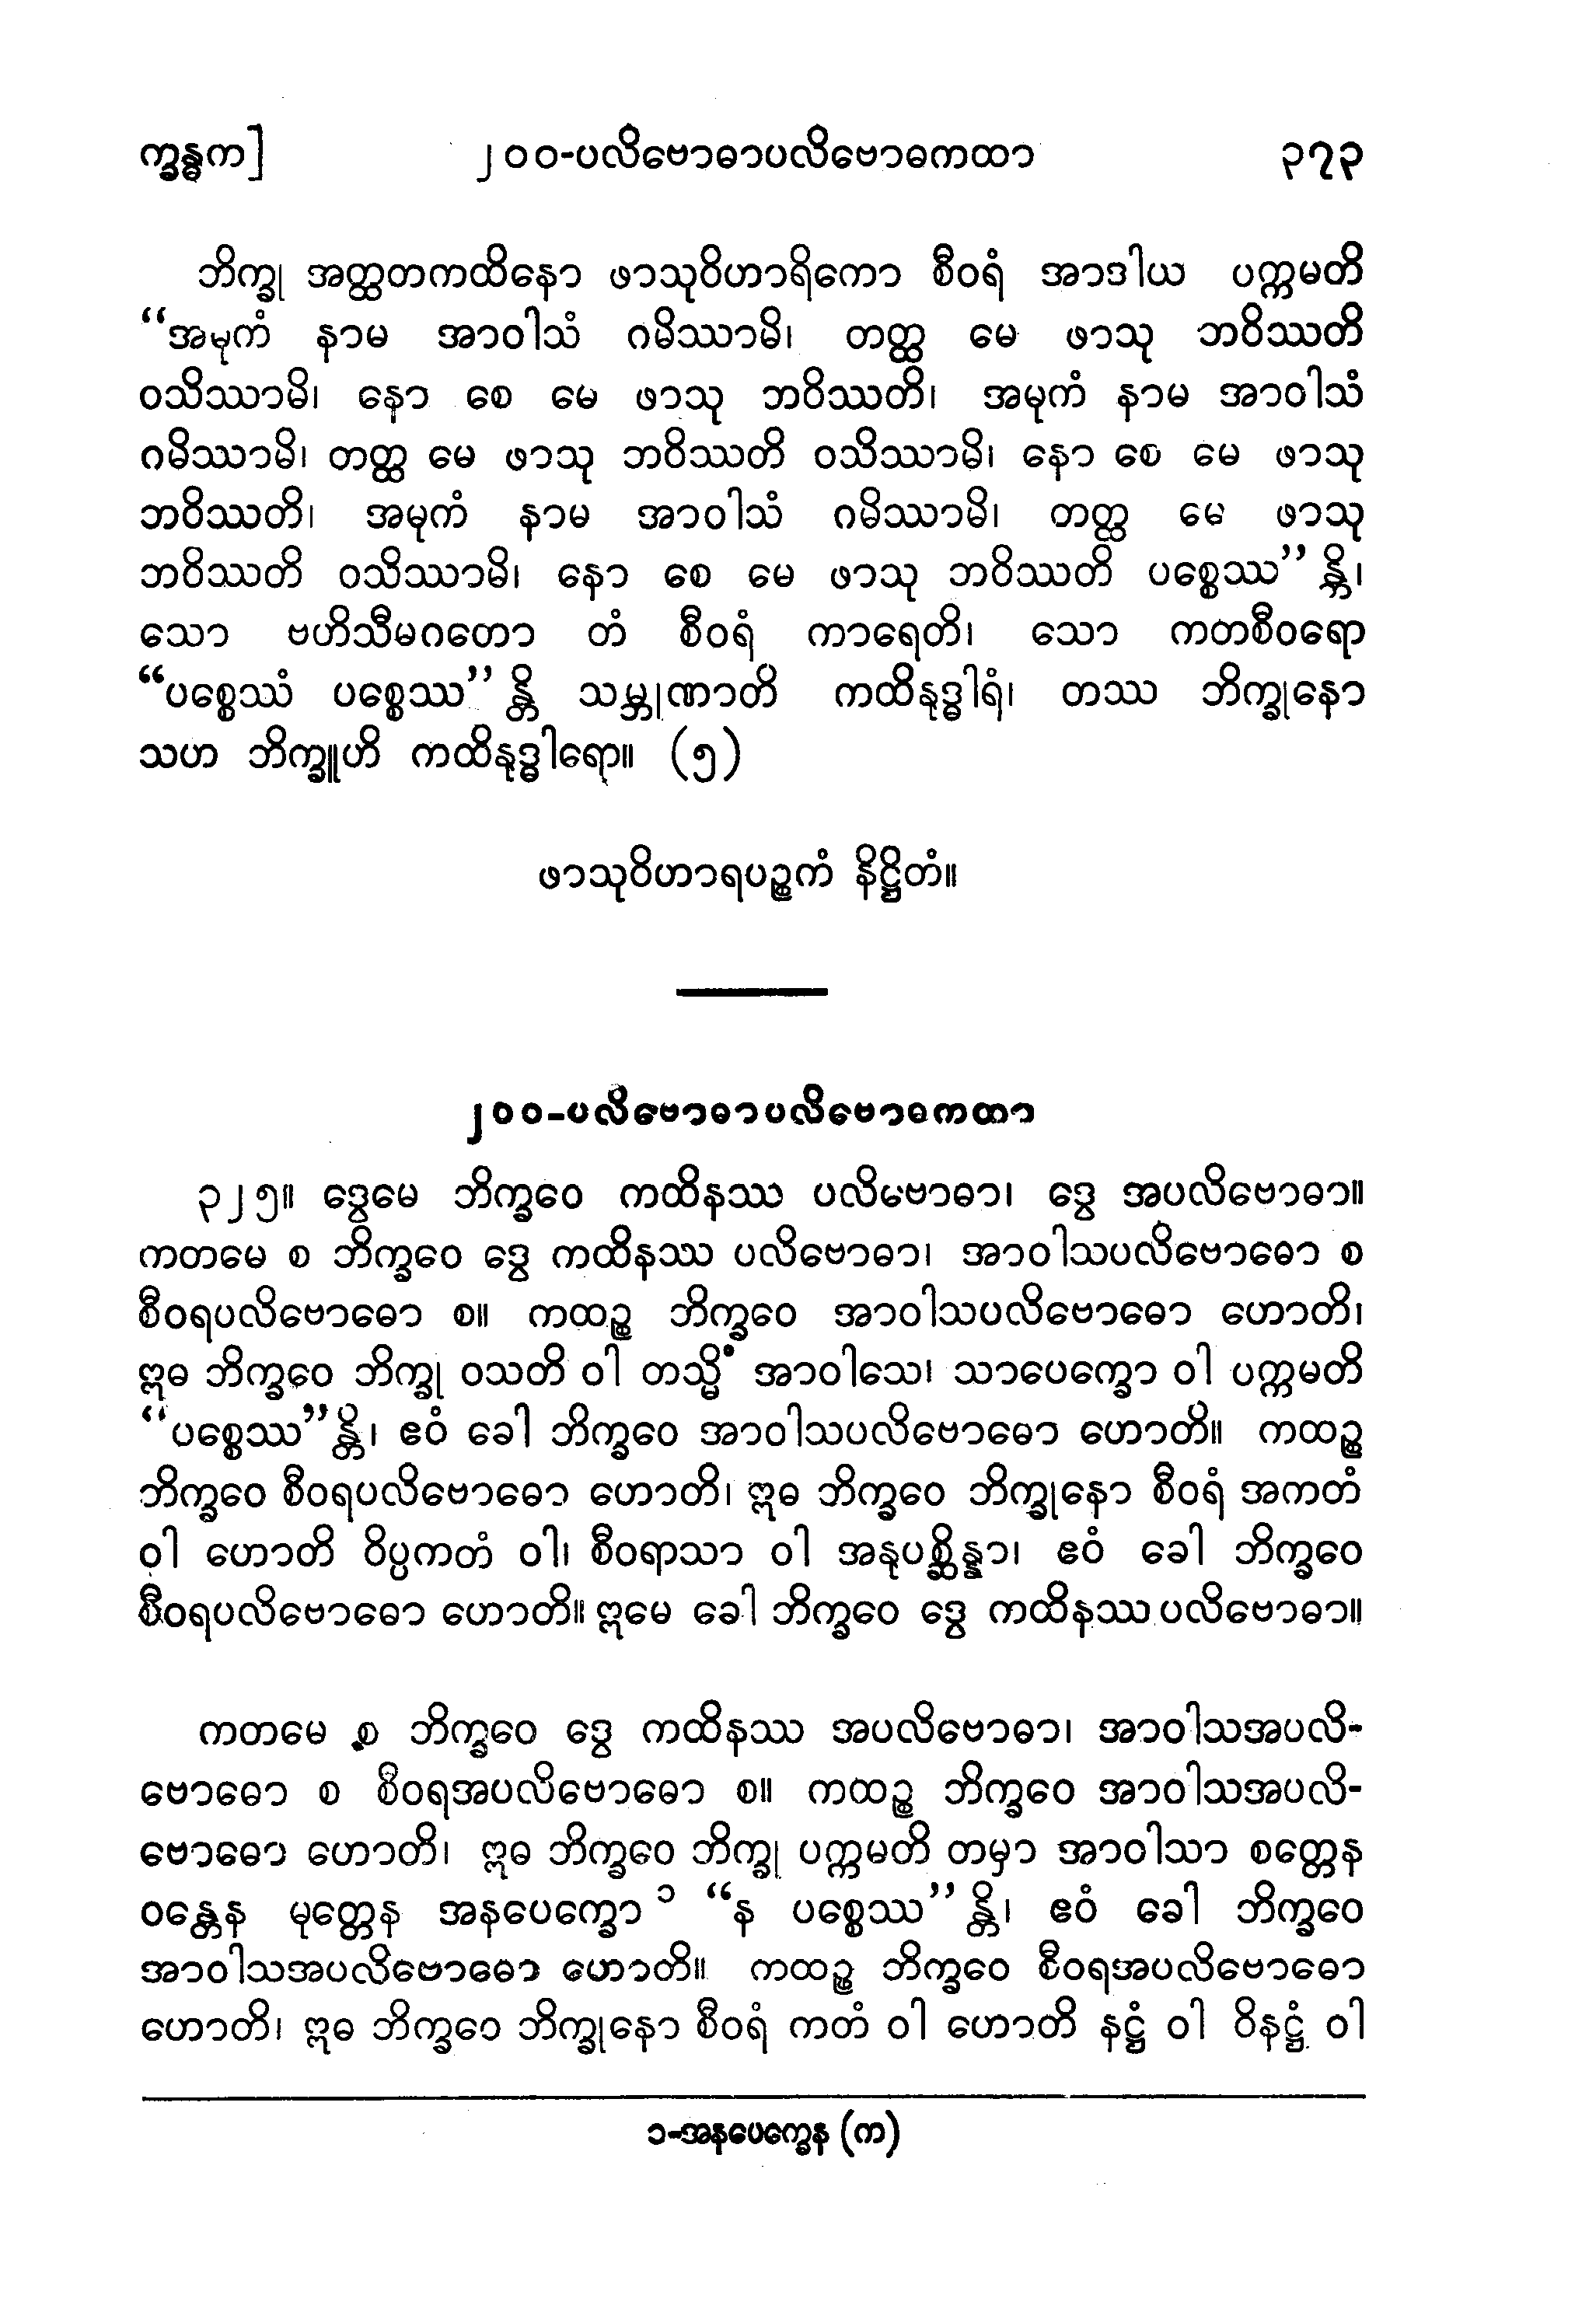 က္ခန္ဓက]
၂၀၀-ပလိဗောဓာပလိဗောဓကထာ
၃၇၃
ဘိက္ခု အတ္ထတကထိနော ဖာသုဝိဟာရိကော စီဝရံ အာဒါယ ပက္ကမတိ
“အမုကံ နာမ အာဝါသံ ဂမိဿာမိ၊ တတ္ထ မေ ဖာသု ဘဝိဿတိ
ဝသိဿာမိ၊ နော စေ မေ ဖာသု ဘဝိဿတိ၊ အမုကံ နာမ အာဝါသံ
ဂမိဿာမိ၊ တတ္ထ မေ ဖာသု ဘဝိဿတိ ဝသိဿာမိ၊ နော စေ မေ ဖာသု
ဘဝိဿတိ၊ အမုကံ နာမ အာဝါသံ ဂမိဿာမိ၊ တတ္ထ မေ ဖာသု
ဘဝိဿတိ ဝသိဿာမိ၊ နော စေ မေ ဖာသု ဘဝိဿတိ ပစ္စေဿ”န္တိ၊
သော ဗဟိသီမဂတော တံ စီဝရံ ကာရေတိ၊ သော ကတစီဝရော
“ပစ္စေဿံ ပစ္စေဿ”န္တိ သမ္ဘုဏာတိ ကထိနုဒ္ဓါရံ၊ တဿ ဘိက္ခုနော
သဟ ဘိက္ခူဟိ ကထိနုဒ္ဓါရော။ (၅)
ဖာသုဝိဟာရပဉ္စကံ နိဋ္ဌိတံ။
၂၀၀-ပလိဗောဓာပလိဗောဓကထာ
၃၂၅။ ဒွေမေ ဘိက္ခဝေ ကထိနဿ ပလိဗောဓာ၊ ဒွေ အပလိဗောဓာ။
ကတမေ စ ဘိက္ခဝေ ဒွေ ကထိနဿ ပလိဗောဓာ၊ အာဝါသပလိဗောဓော စ
စီဝရပလိဗောဓော စ။ ကထဉ္စ ဘိက္ခဝေ အာဝါသပလိဗောဓော ဟောတိ၊
ဣဓ ဘိက္ခဝေ ဘိက္ခု ဝသတိ ဝါ တသ္မိံ အာဝါသေ၊ သာပေက္ခော ဝါ ပက္ကမတိ
“ပစ္စေဿ”န္တိ၊ ဧဝံ ခေါ ဘိက္ခဝေ အာဝါသပလိဗောဓော ဟောတိ။ ကထဉ္စ
ဘိက္ခဝေ စီဝရပလိဗောဓော ဟောတိ၊ ဣဓ ဘိက္ခဝေ ဘိက္ခုနော စီဝရံ အကတံ
ဝါ ဟောတိ ဝိပ္ပကတံ ဝါ၊ စီဝရာသာ ဝါ အနုပစ္ဆိန္နာ၊ ဧဝံ ခေါ ဘိက္ခဝေ
စီဝရပလိဗောဓော ဟောတိ။ ဣမေ ခေါ ဘိက္ခဝေ ဒွေ ကထိနဿ ပလိဗောဓာ။
ကတမေ စ ဘိက္ခဝေ ဒွေ ကထိနဿ အပလိဗောဓာ၊ အာဝါသအပလိ-
ဗောဓော စ စီဝရအပလိဗောဓော စ။ ကထဉ္စ ဘိက္ခဝေ အာဝါသအပလိ-
ဗောဓော ဟောတိ၊ ဣဓ ဘိက္ခဝေ ဘိက္ခု ပက္ကမတိ တမှာ အာဝါသာ စတ္တေန
ဝန္တေန မုတ္တေန အနပေက္ခော ၁ “န ပစ္စေဿ”န္တိ၊ ဧဝံ ခေါ ဘိက္ခဝေ
အာဝါသအပလိဗောဓော ဟောတိ။ ကထဉ္စ ဘိက္ခဝေ စီဝရအပလိဗောဓော
ဟောတိ၊ ဣဓ ဘိက္ခဝေ ဘိက္ခုနော စီဝရံ ကတံ ဝါ ဟောတိ နဋ္ဌံ ဝါ ဝိနဋ္ဌံ ဝါ
၁-အနပေက္ခေန (က)